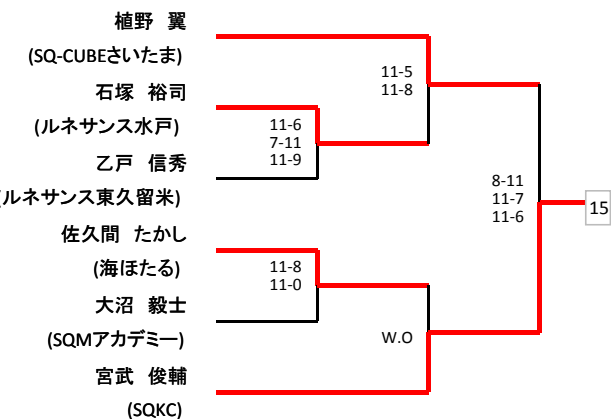 植野 翼
(SQ-CUBEさいたま)
石塚 裕司
(ルネサンス水戸)
乙戸 信秀
(ルネサンス東久留米)
佐久間 たかし
(海ほたる)
大沼 毅士
(SQMアカデミー)
宮武 俊輔
(SQKC)
11-6
7-11
11-9
11-8
11-0
11-5
11-8
W.O
8-11
11-7
11-6
15